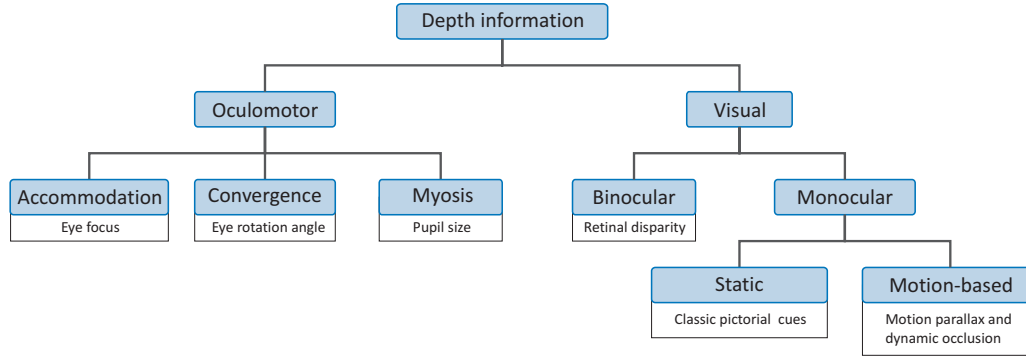 Depth information
Oculomotor
Visual
Accommodation
Eye focus
Convergence
Eye rotation angle
Myosis
Pupil size
Binocular
Retinal disparity
Monocular
Static
Classic pictorial cues
Motion-based
Motion parallax and
dynamic occlusion